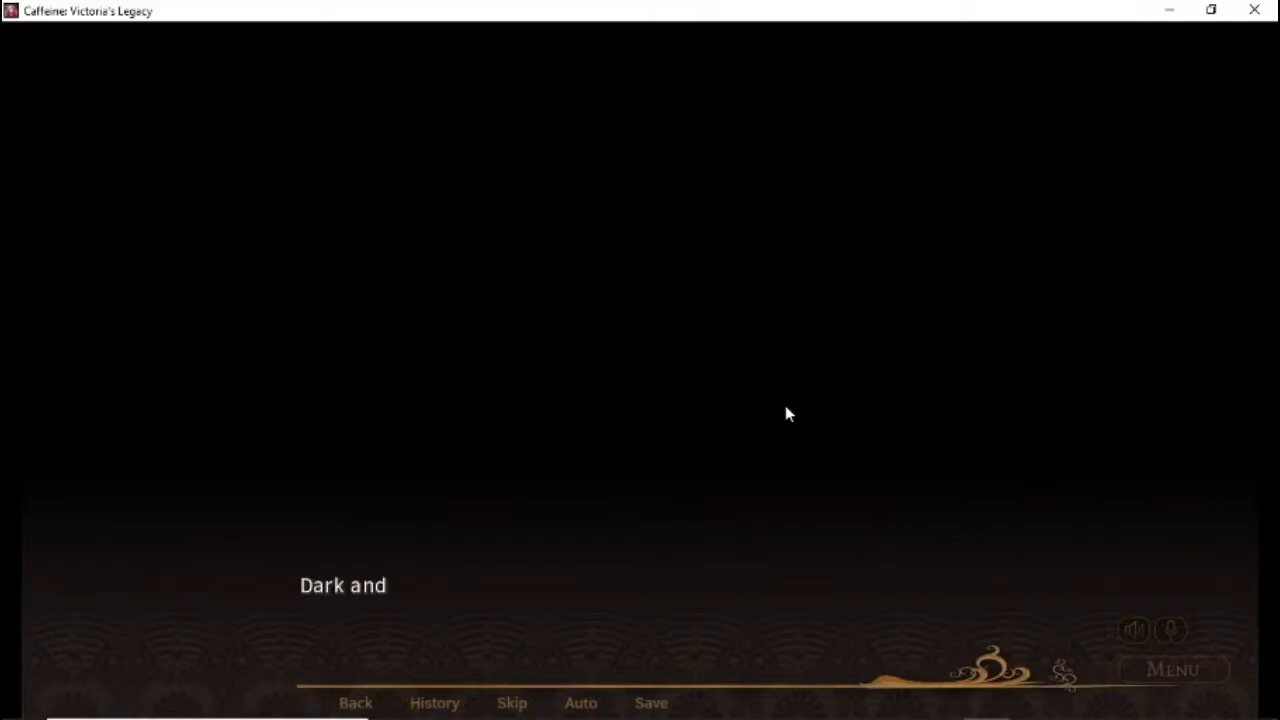 Caffeine: Victoria's Legacy
Dark and
MENU
Back History Skip Auto Save